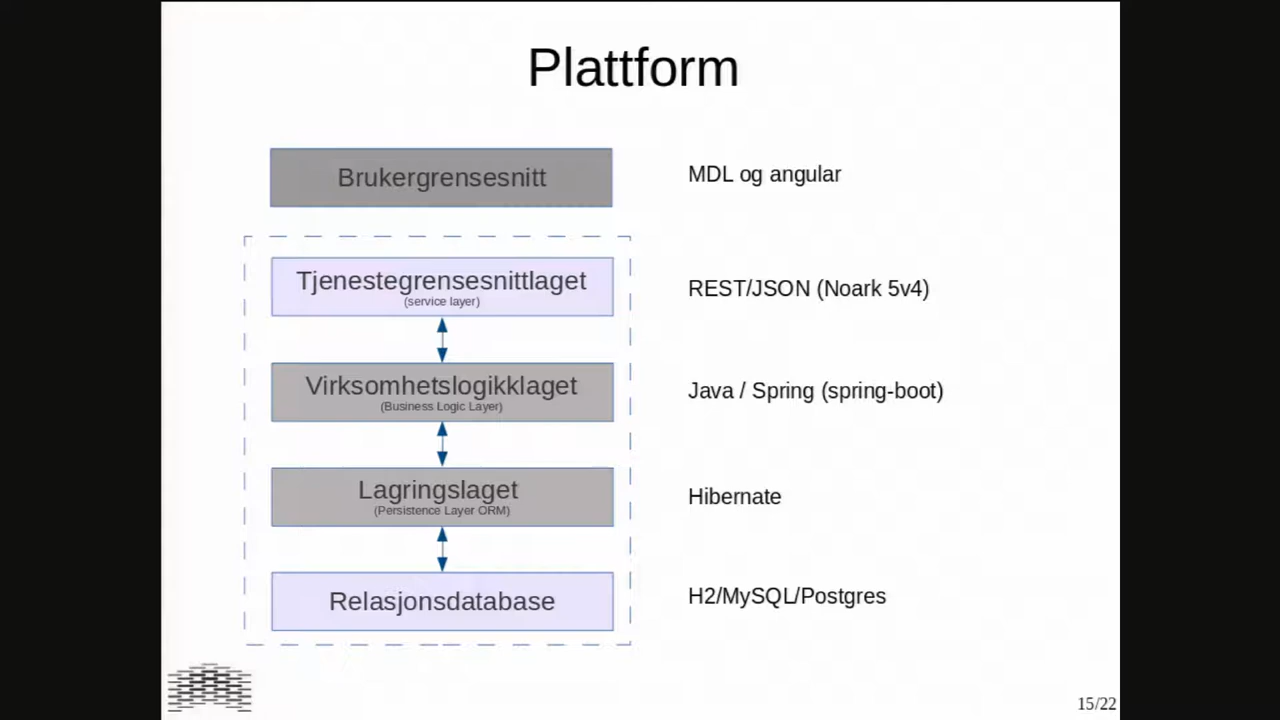 Plattform
Brukergrensesnitt
MDL og angular
Tjenestegrensesnittlaget
(service layer)
REST/JSON (Noark 5v4)
Virksomhetslogikklaget
(Business Logic Layer)
Java / Spring (spring-boot)
Lagringslaget
(Persistence Layer ORM)
Hibernate
Relasjonsdatabase
H2/MySQL/Postgres
15/22